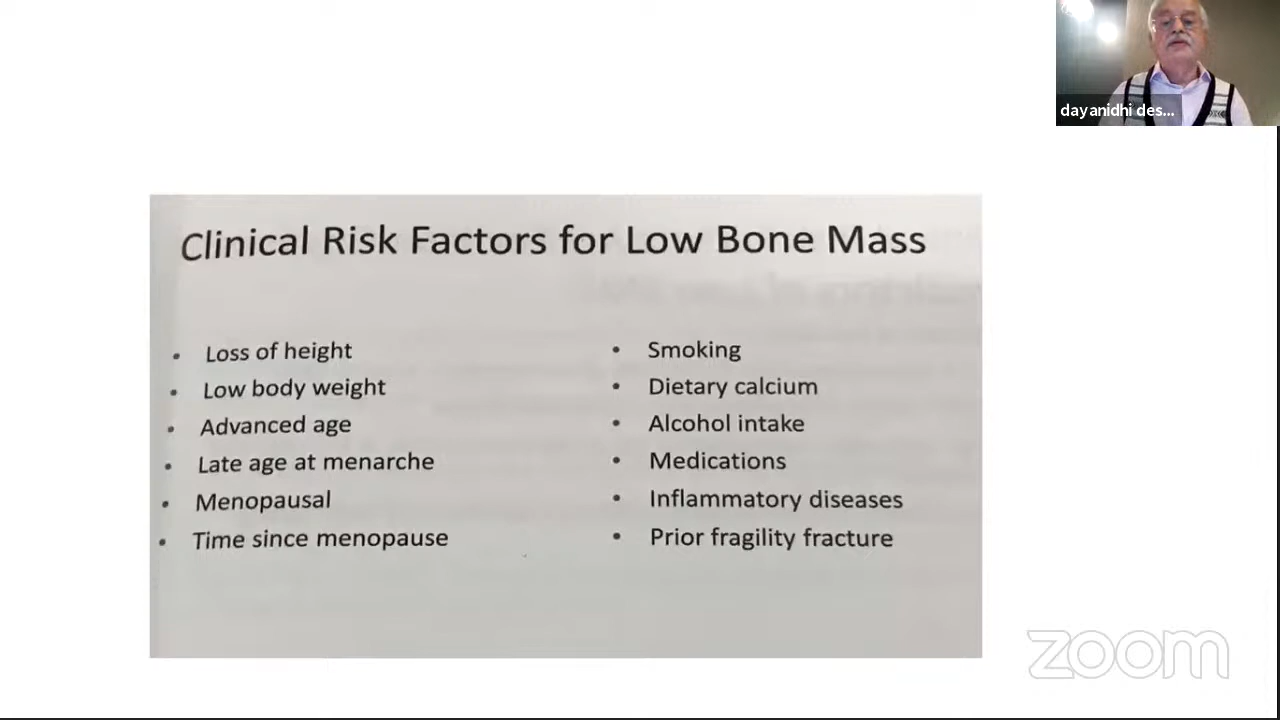 dayanidhi des...
Clinical Risk Factors for Low Bone Mass
• Loss of height
• Low body weight
• Advanced age
• Late age at menarche
• Menopausal
• Time since menopause
• Smoking
• Dietary calcium
• Alcohol intake
• Medications
• Inflammatory diseases
• Prior fragility fracture
zoom